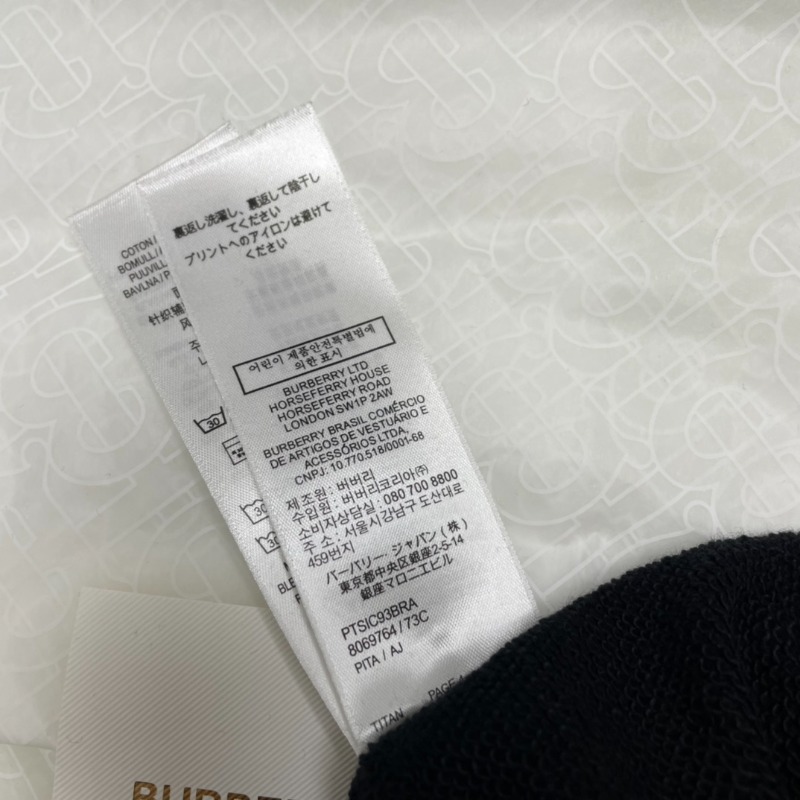 裏返し洗濯し、裏返して陰干し
てください
プリントへのアイロンは避けて
ください
어린이 제품안전특별법에
의한 표시
BURBERRY LTD
HORSEFERRY HOUSE
HORSEFERRY ROAD
LONDON SW1P 2AW
BURBERRY BRASIL COMÉRCIO
DE ARTIGOS DE VESTUÁRIO E
ACESSÓRIOS LTDA.
CNPJ: 10.770.518/0001-68
제조원 : 버버리
수입원 : 버버리코리아㈜
소비자상담실 : 080 700 8800
주 소 : 서울시강남구 도산대로
459번지
バーバリー・ジャパン(株)
東京都中央区銀座2-5-14
銀座マロニエビル
PTSIC93BRA
8069764 / 73C
PITA / AJ
TITAN PAGE
COTON
BOMULL/
PUUVILL
BAVLNA / P
针织辅
30
30
30
BURBE